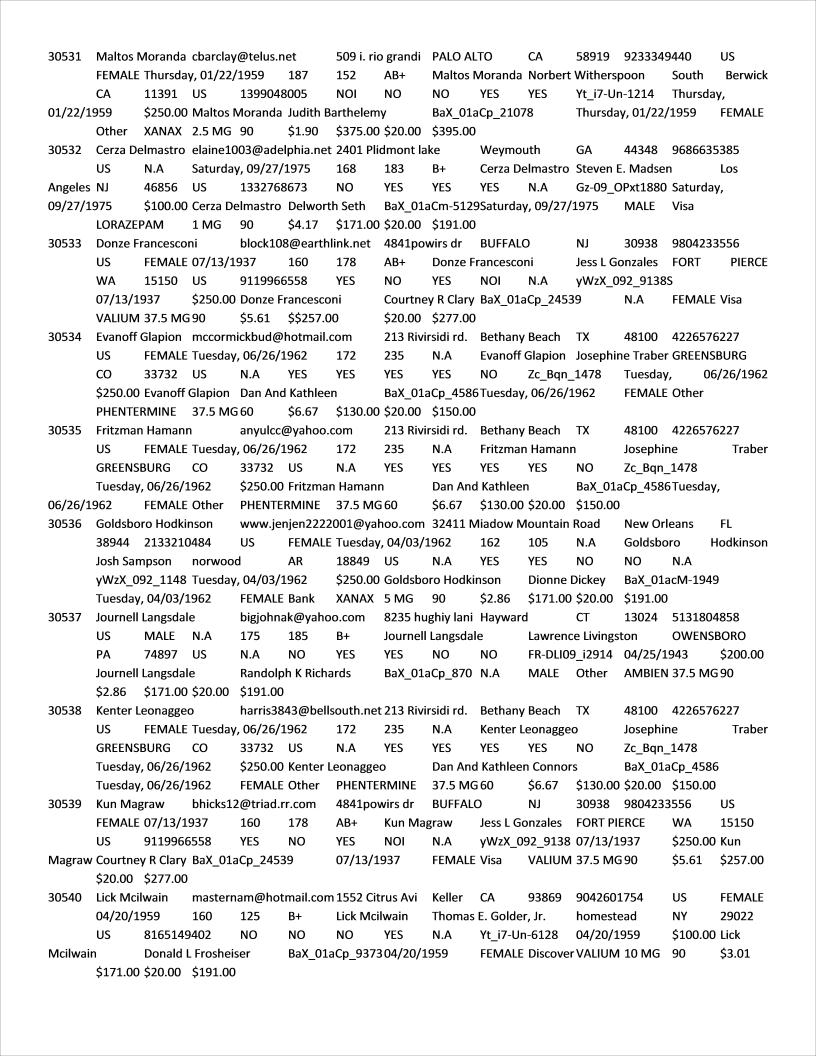 30531 Maltos Moranda cbarclay@telus.net 509 i. rio grandi PALO ALTO CA 58919 9233349440 US
FEMALE Thursday, 01/22/1959 187 152 AB+ Maltos Moranda Norbert Witherspoon South Berwick
CA 11391 US 1399048005 NOI NO NO YES YES Yt_i7-Un-1214 Thursday,
01/22/1959 $250.00 Maltos Moranda Judith Barthelemy BaX_01aCp_21078 Thursday, 01/22/1959 FEMALE
Other XANAX 2.5 MG 90 $1.90 $375.00 $20.00 $395.00
30532 Cerza Delmastro elaine1003@adelphia.net 2401 Plidmont lake Weymouth GA 44348 9686635385
US N.A Saturday, 09/27/1975 168 183 B+ Cerza Delmastro Steven E. Madsen Los
Angeles NJ 46856 US 1332768673 NO YES YES YES N.A Gz-09_OPxt1880 Saturday,
09/27/1975 $100.00 Cerza Delmastro Delworth Seth BaX_01aCm-5129Saturday, 09/27/1975 MALE Visa
LORAZEPAM 1 MG 90 $4.17 $171.00 $20.00 $191.00
30533 Donze Francesconi block108@earthlink.net 4841powirs dr BUFFALO NJ 30938 9804233556
US FEMALE 07/13/1937 160 178 AB+ Donze Francesconi Jess L Gonzales FORT PIERCE
WA 15150 US 9119966558 YES NO YES NOI N.A yWzX_092_9138S
07/13/1937 $250.00 Donze Francesconi Courtney R Clary BaX_01aCp_24539 N.A FEMALE Visa
VALIUM 37.5 MG 90 $5.61 $$257.00 $20.00 $277.00
30534 Evanoff Glapion mccormickbud@hotmail.com 213 Rivirsidi rd. Bethany Beach TX 48100 4226576227
US FEMALE Tuesday, 06/26/1962 172 235 N.A Evanoff Glapion Josephine Traber GREENSBURG
CO 33732 US N.A YES YES YES YES NO Zc_Bqn_1478 Tuesday, 06/26/1962
$250.00 Evanoff Glapion Dan And Kathleen BaX_01aCp_4586 Tuesday, 06/26/1962 FEMALE Other
PHENTERMINE 37.5 MG 60 $6.67 $130.00 $20.00 $150.00
30535 Fritzman Hamann anyulcc@yahoo.com 213 Rivirsidi rd. Bethany Beach TX 48100 4226576227
US FEMALE Tuesday, 06/26/1962 172 235 N.A Fritzman Hamann Josephine Traber
GREENSBURG CO 33732 US N.A YES YES YES YES NO Zc_Bqn_1478
Tuesday, 06/26/1962 $250.00 Fritzman Hamann Dan And Kathleen BaX_01aCp_4586 Tuesday,
06/26/1962 FEMALE Other PHENTERMINE 37.5 MG 60 $6.67 $130.00 $20.00 $150.00
30536 Goldsboro Hodkinson www.jenjen2222001@yahoo.com 32411 Miadow Mountain Road New Orleans FL
38944 2133210484 US FEMALE Tuesday, 04/03/1962 162 105 N.A Goldsboro Hodkinson
Josh Sampson norwood AR 18849 US N.A YES YES NO NO N.A
yWzX_092_1148 Tuesday, 04/03/1962 $250.00 Goldsboro Hodkinson Dionne Dickey BaX_01acM-1949
Tuesday, 04/03/1962 FEMALE Bank XANAX 5 MG 90 $2.86 $171.00 $20.00 $191.00
30537 Journell Langsdale bigjohnak@yahoo.com 8235 hughiy lani Hayward CT 13024 5131804858
US MALE N.A 175 185 B+ Journell Langsdale Lawrence Livingston OWENSBORO
PA 74897 US N.A NO YES YES NO NO FR-DLI09_i2914 04/25/1943 $200.00
Journell Langsdale Randolph K Richards BaX_01aCp_870 N.A MALE Other AMBIEN 37.5 MG 90
$2.86 $171.00 $20.00 $191.00
30538 Kenter Leonaggeo harris3843@bellsouth.net 213 Rivirsidi rd. Bethany Beach TX 48100 4226576227
US FEMALE Tuesday, 06/26/1962 172 235 N.A Kenter Leonaggeo Josephine Traber
GREENSBURG CO 33732 US N.A YES YES YES YES NO Zc_Bqn_1478
Tuesday, 06/26/1962 $250.00 Kenter Leonaggeo Dan And Kathleen Connors BaX_01aCp_4586
Tuesday, 06/26/1962 FEMALE Other PHENTERMINE 37.5 MG 60 $6.67 $130.00 $20.00 $150.00
30539 Kun Magraw bhicks12@triad.rr.com 4841powirs dr BUFFALO NJ 30938 9804233556 US
FEMALE 07/13/1937 160 178 AB+ Kun Magraw Jess L Gonzales FORT PIERCE WA 15150
US 9119966558 YES NO YES NOI N.A yWzX_092_9138 07/13/1937 $250.00 Kun
Magraw Courtney R Clary BaX_01aCp_24539 07/13/1937 FEMALE Visa VALIUM 37.5 MG 90 $5.61 $257.00
$20.00 $277.00
30540 Lick Mcilwain masternam@hotmail.com 1552 Citrus Avi Keller CA 93869 9042601754 US FEMALE
04/20/1959 160 125 B+ Lick Mcilwain Thomas E. Golder, Jr. homestead NY 29022
US 8165149402 NO NO NO YES N.A Yt_i7-Un-6128 04/20/1959 $100.00 Lick
Mcilwain Donald L Frosheiser BaX_01aCp_9373 04/20/1959 FEMALE Discover VALIUM 10 MG 90 $3.01
$171.00 $20.00 $191.00